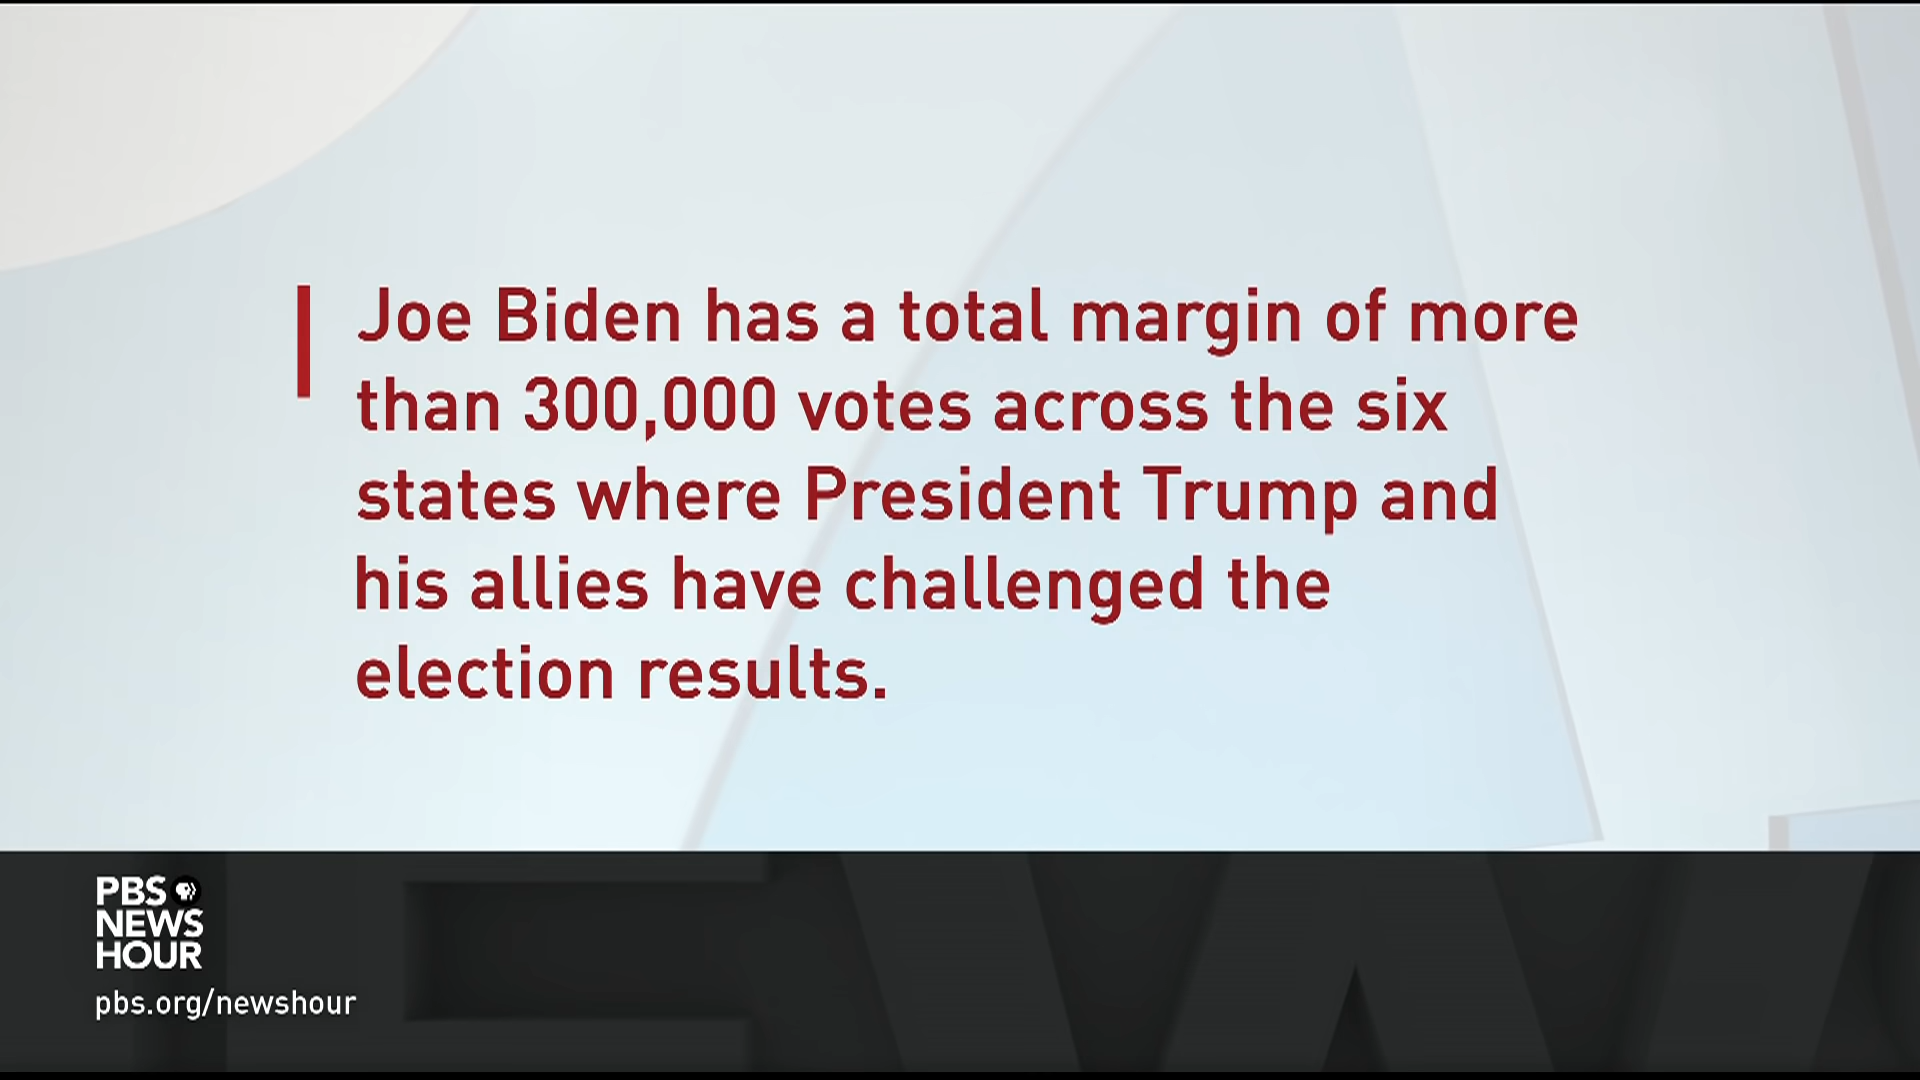 Joe Biden has a total margin of more
than 300,000 votes across the six
states where President Trump and
his allies have challenged the
election results.
PBS
NEWS
HOUR
pbs.org/newshour